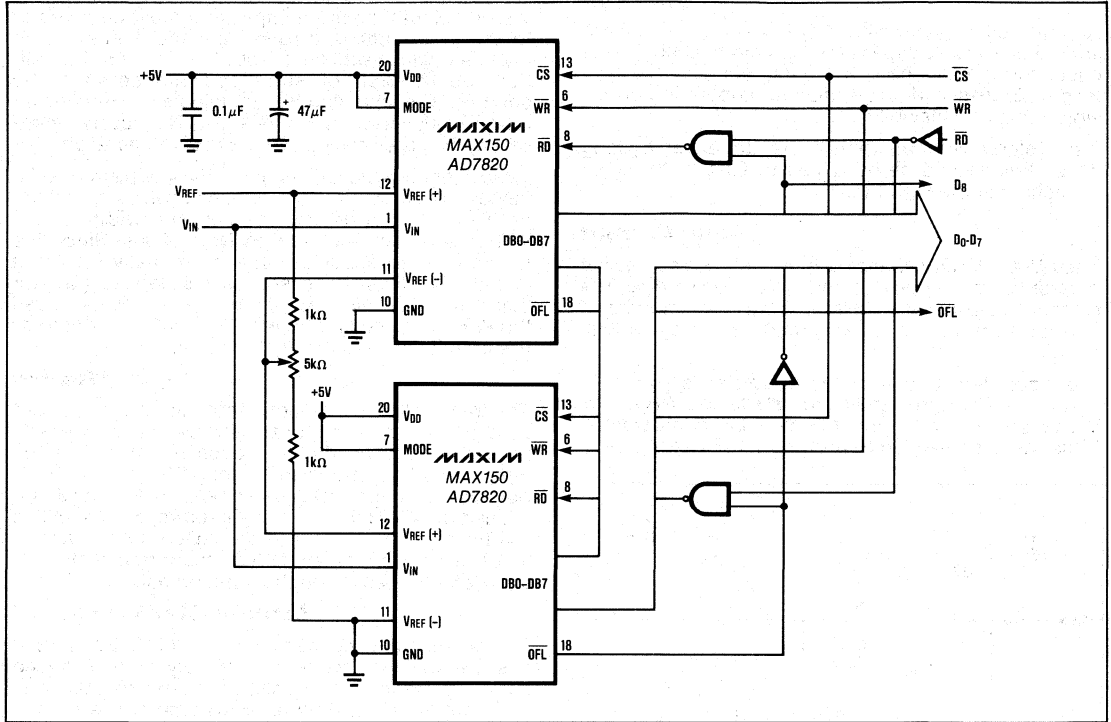 +5V
0.1µF
+
47µF
20
VDD
7
MODE
MAXIM
MAX150
AD7820
VREF
12
VREF (+)
VIN
1
VIN
11
VREF (-)
10
GND
CS
13
WR
6
RD
8
DB0-DB7
OFL
18
CS
WR
RD
D8
D0-D7
OFL
1kΩ
5kΩ
1kΩ
+5V
20
VDD
7
MODE
MAXIM
MAX150
AD7820
12
VREF (+)
1
VIN
11
VREF (-)
10
GND
CS
13
WR
6
RD
8
DB0-DB7
OFL
18